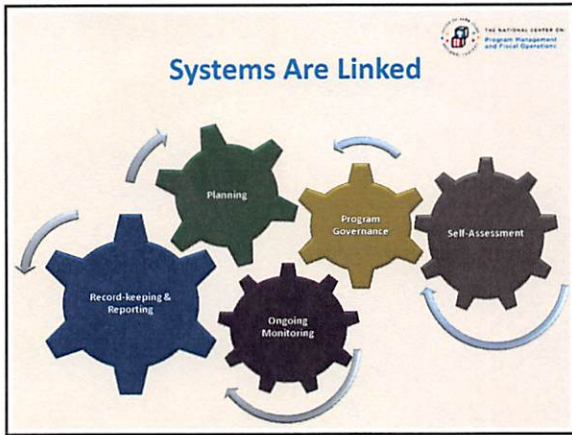 THE NATIONAL CENTER ON
Program Management
and Fiscal Operations
Systems Are Linked
Planning
Program
Governance
Self-Assessment
Record-keeping &
Reporting
Ongoing
Monitoring